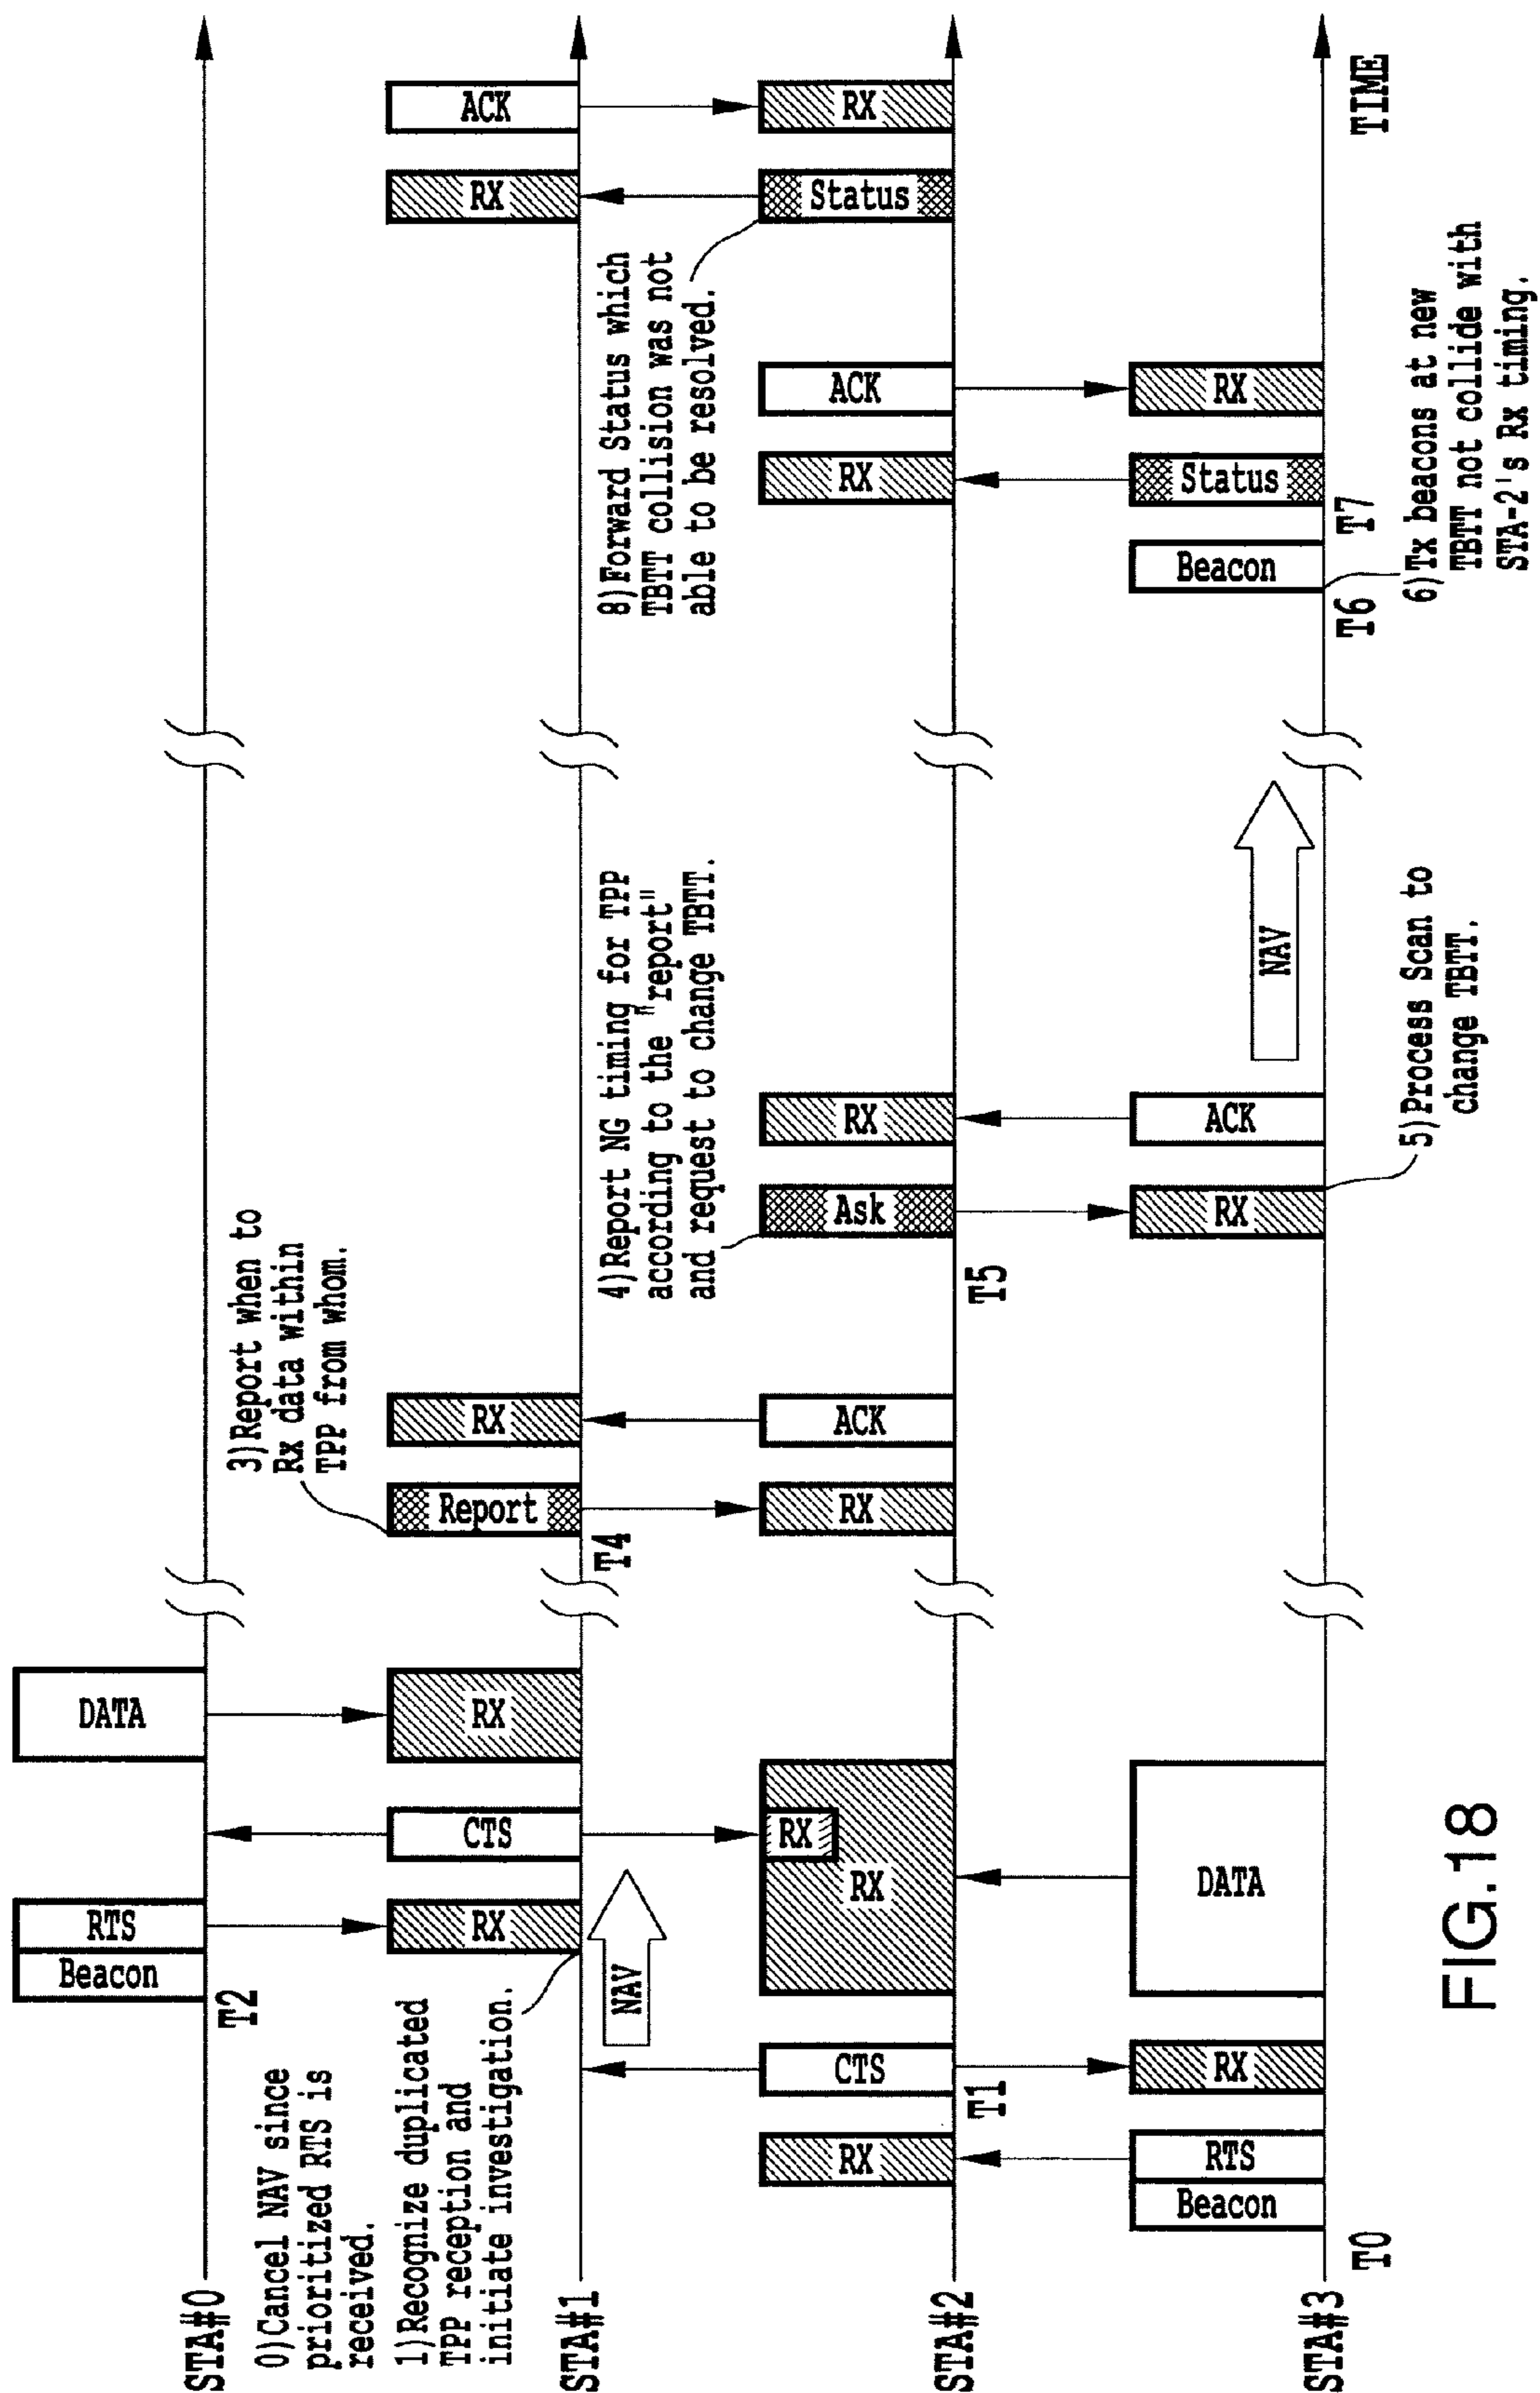 STA#0
Beacon
RTS
DATA
T2
0)Cancel NAV since
prioritized RTS is
received.
3)Report when to
Rx data within
TPP from whom.
1)Recognize duplicated
TPP reception and
initiate investigation.
RX
CTS
RX
Report
RX
RX
ACK
STA#1
NAV
T4
4)Report NG timing for TPP
according to the "report"
and request to change TBTT.
8)Forward Status which
TBTT collision was not
able to be resolved.
RX
CTS
RX
RX
RX
ACK
Ask
RX
RX
ACK
Status
RX
STA#2
T1
T5
Beacon
RTS
RX
DATA
RX
ACK
NAV
Beacon
Status
RX
STA#3
T0
T6
T7
TIME
5)Process Scan to
change TBTT.
6)Tx beacons at new
TBTT not collide with
STA-2's Rx timing.
FIG.18